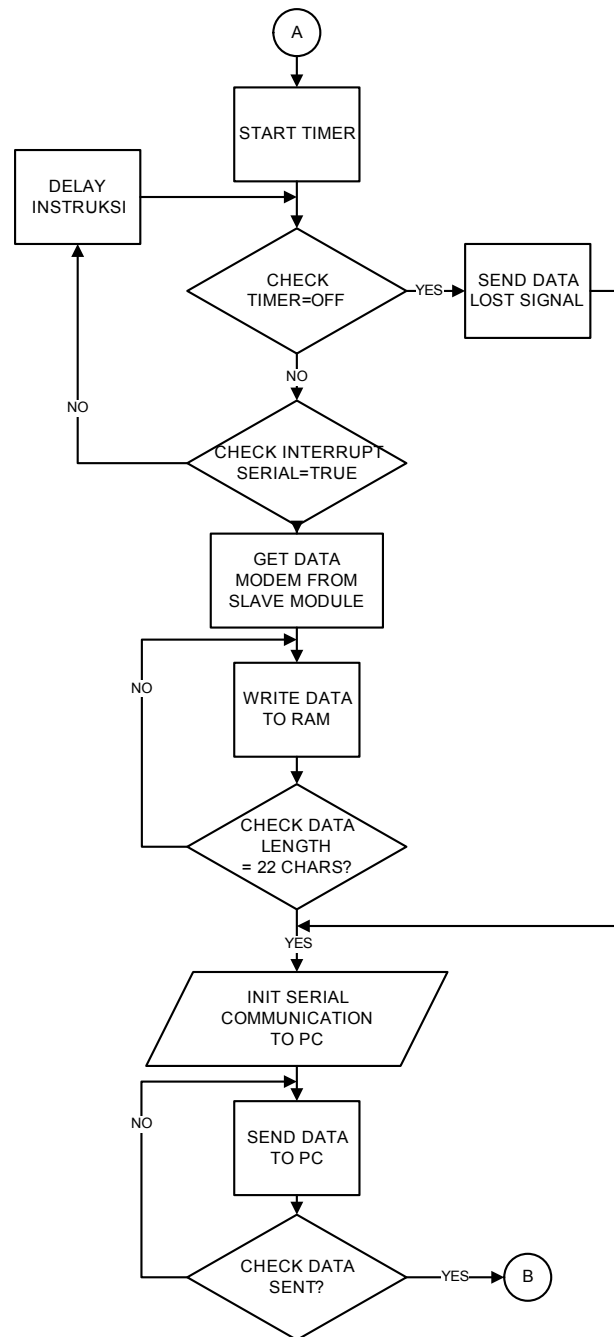 A
START TIMER
DELAY
INSTRUKSI
CHECK
TIMER=OFF
YES
SEND DATA
LOST SIGNAL
NO
NO
CHECK INTERRUPT
SERIAL=TRUE
GET DATA
MODEM FROM
SLAVE MODULE
NO
WRITE DATA
TO RAM
CHECK DATA
LENGTH
= 22 CHARS?
YES
INIT SERIAL
COMMUNICATION
TO PC
NO
SEND DATA
TO PC
CHECK DATA
SENT?
YES
B